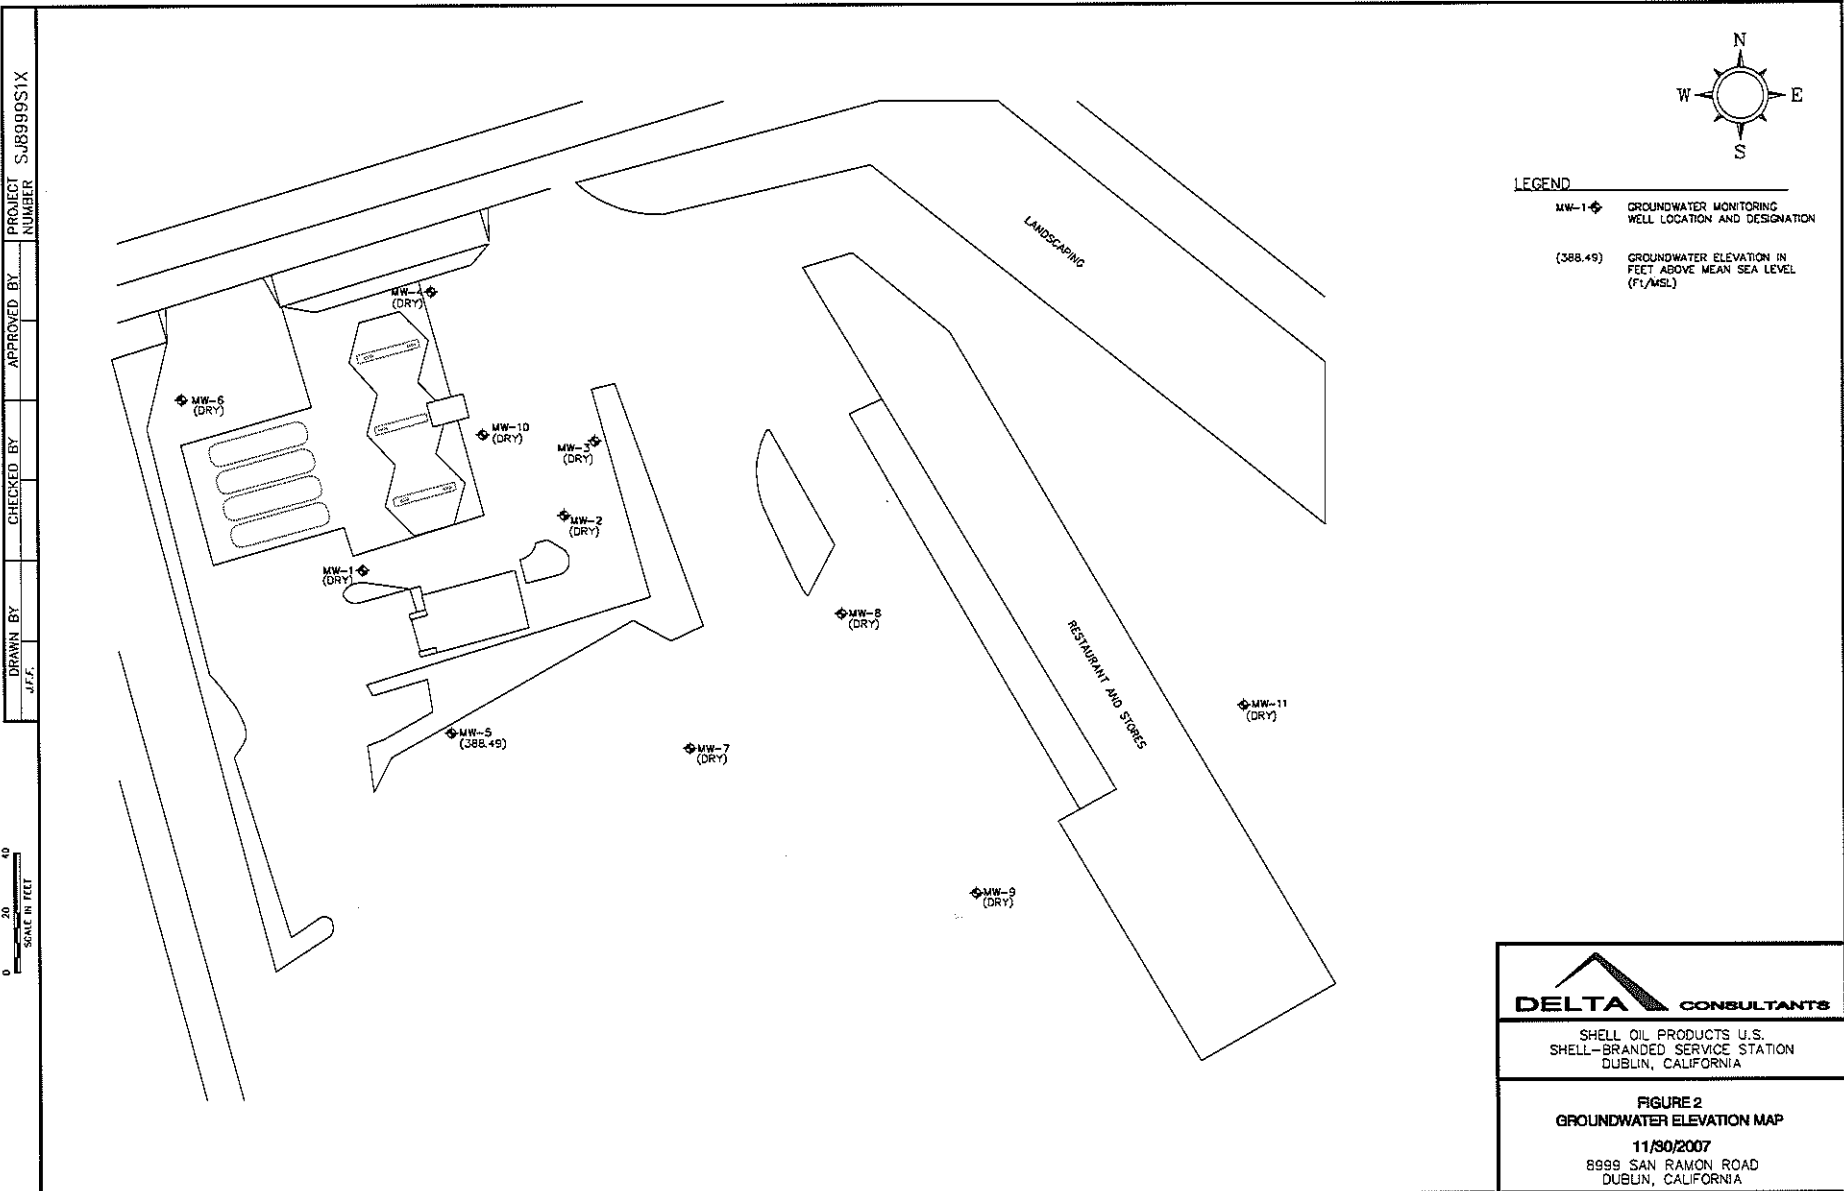 PROJECT
NUMBER
SJ8999S1X
APPROVED BY
CHECKED BY
DRAWN BY
J.F.F.
0 20 40
SCALE IN FEET
N
W E
S
LEGEND
MW-1
GROUNDWATER MONITORING
WELL LOCATION AND DESIGNATION
(388.49)
GROUNDWATER ELEVATION IN
FEET ABOVE MEAN SEA LEVEL
(Ft/MSL)
LANDSCAPING
MW-4
(DRY)
MW-6
(DRY)
MW-10
(DRY)
MW-3
(DRY)
MW-2
(DRY)
MW-1
(DRY)
MW-8
(DRY)
RESTAURANT AND STORES
MW-11
(DRY)
MW-5
(388.49)
MW-7
(DRY)
MW-9
(DRY)
DELTA CONSULTANTS
SHELL OIL PRODUCTS U.S.
SHELL-BRANDED SERVICE STATION
DUBLIN, CALIFORNIA
FIGURE 2
GROUNDWATER ELEVATION MAP
11/30/2007
8999 SAN RAMON ROAD
DUBLIN, CALIFORNIA